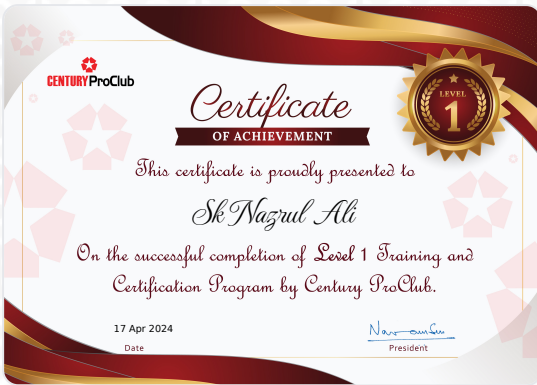 CENTURY ProClub
Certificate
OF ACHIEVEMENT
LEVEL
1
This certificate is proudly presented to
Sk Nazrul Ali
On the successful completion of Level 1 Training and
Certification Program by Century ProClub.
17 Apr 2024
Date
President